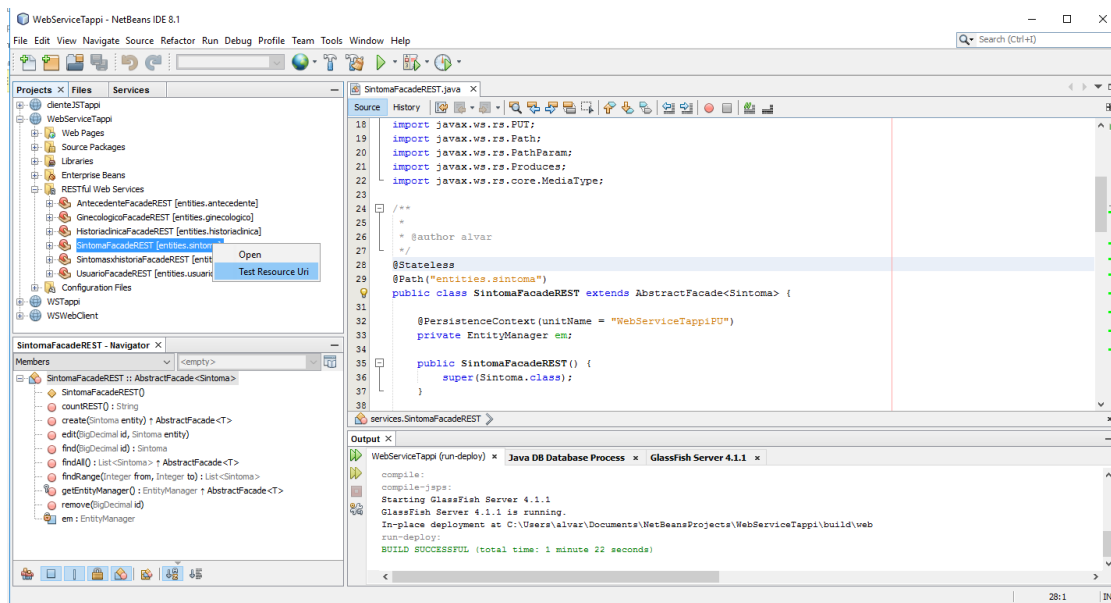 WebServiceTappi - NetBeans IDE 8.1
File Edit View Navigate Source Refactor Run Debug Profile Team Tools Window Help
Search (Ctrl+I)
Projects Files Services
clienteJSTappi
WebServiceTappi
Web Pages
Source Packages
Libraries
Enterprise Beans
RESTful Web Services
AntecedenteFacadeREST [entities.antecedente]
GinecologicoFacadeREST [entities.ginecologico]
HistoriaclinicaFacadeREST [entities.historiaclinica]
SintomaFacadeREST [entities.sintoma
SintomasxhistoriaFacadeREST [entit
UsuarioFacadeREST [entities.usuario
Configuration Files
WSTappi
WSWebClient
Open
Test Resource Uri
SintomaFacadeREST - Navigator
Members <empty>
SintomaFacadeREST :: AbstractFacade<Sintoma>
SintomaFacadeREST()
countREST() : String
create(Sintoma entity) ↑ AbstractFacade<T>
edit(BigDecimal id, Sintoma entity)
find(BigDecimal id) : Sintoma
findAll() : List<Sintoma> ↑ AbstractFacade<T>
findRange(Integer from, Integer to) : List<Sintoma>
getEntityManager() : EntityManager ↑ AbstractFacade<T>
remove(BigDecimal id)
em : EntityManager
SintomaFacadeREST.java
Source History
18 import javax.ws.rs.PUT;
19 import javax.ws.rs.Path;
20 import javax.ws.rs.PathParam;
21 import javax.ws.rs.Produces;
22 import javax.ws.rs.core.MediaType;
23
24 /**
25 *
26 * @author alvar
27 */
28 @Stateless
29 @Path("entities.sintoma")
public class SintomaFacadeREST extends AbstractFacade<Sintoma> {
31
32 @PersistenceContext(unitName = "WebServiceTappiPU")
33 private EntityManager em;
34
35 public SintomaFacadeREST() {
36 super(Sintoma.class);
37 }
38
services.SintomaFacadeREST
Output
WebServiceTappi (run-deploy) Java DB Database Process GlassFish Server 4.1.1
compile:
compile-jsps:
Starting GlassFish Server 4.1.1
GlassFish Server 4.1.1 is running.
In-place deployment at C:\Users\alvar\Documents\NetBeansProjects\WebServiceTappi\build\web
run-deploy:
BUILD SUCCESSFUL (total time: 1 minute 22 seconds)
28:1 IN